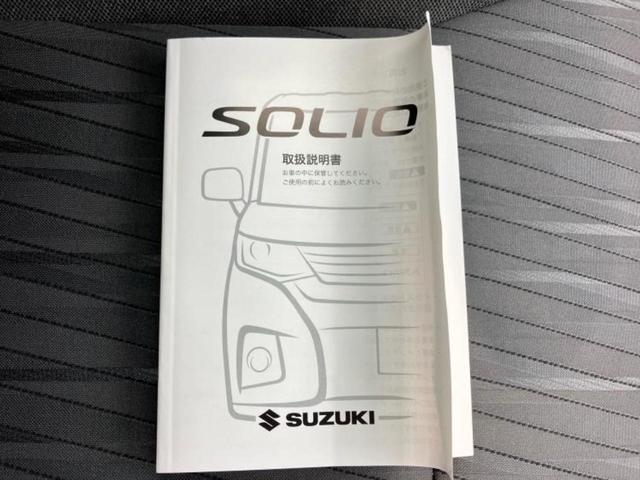 SOLIO
取扱説明書
お車の中に保管してください。
ご使用の前によくお読みください。
SUZUKI